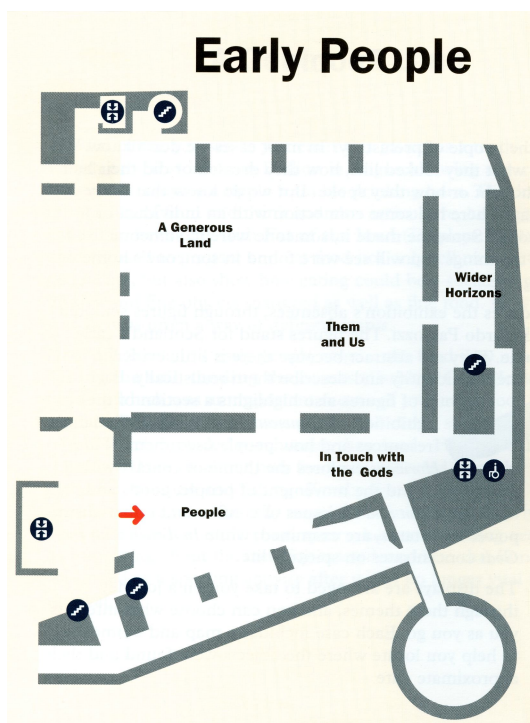 Early People
A Generous
Land
Wider
Horizons
Them
and Us
In Touch with
the Gods
People